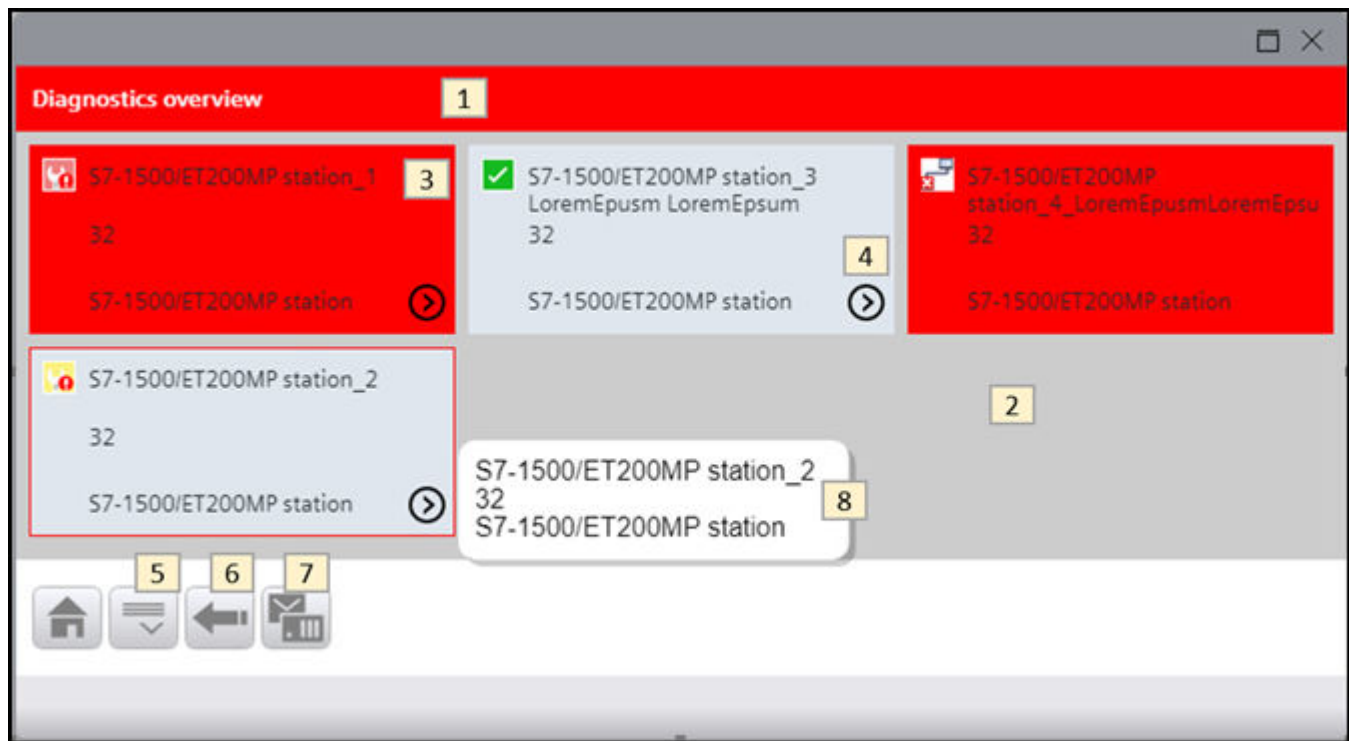 Diagnostics overview
1
S7-1500/ET200MP station_1
3
32
S7-1500/ET200MP station
S7-1500/ET200MP station_3
LoremEpusm LoremEpsum
32
4
S7-1500/ET200MP station
S7-1500/ET200MP
station_4_LoremEpusmLoremEpsu
32
S7-1500/ET200MP station
S7-1500/ET200MP station_2
32
S7-1500/ET200MP station
2
S7-1500/ET200MP station_2
32
8
S7-1500/ET200MP station
5
6
7